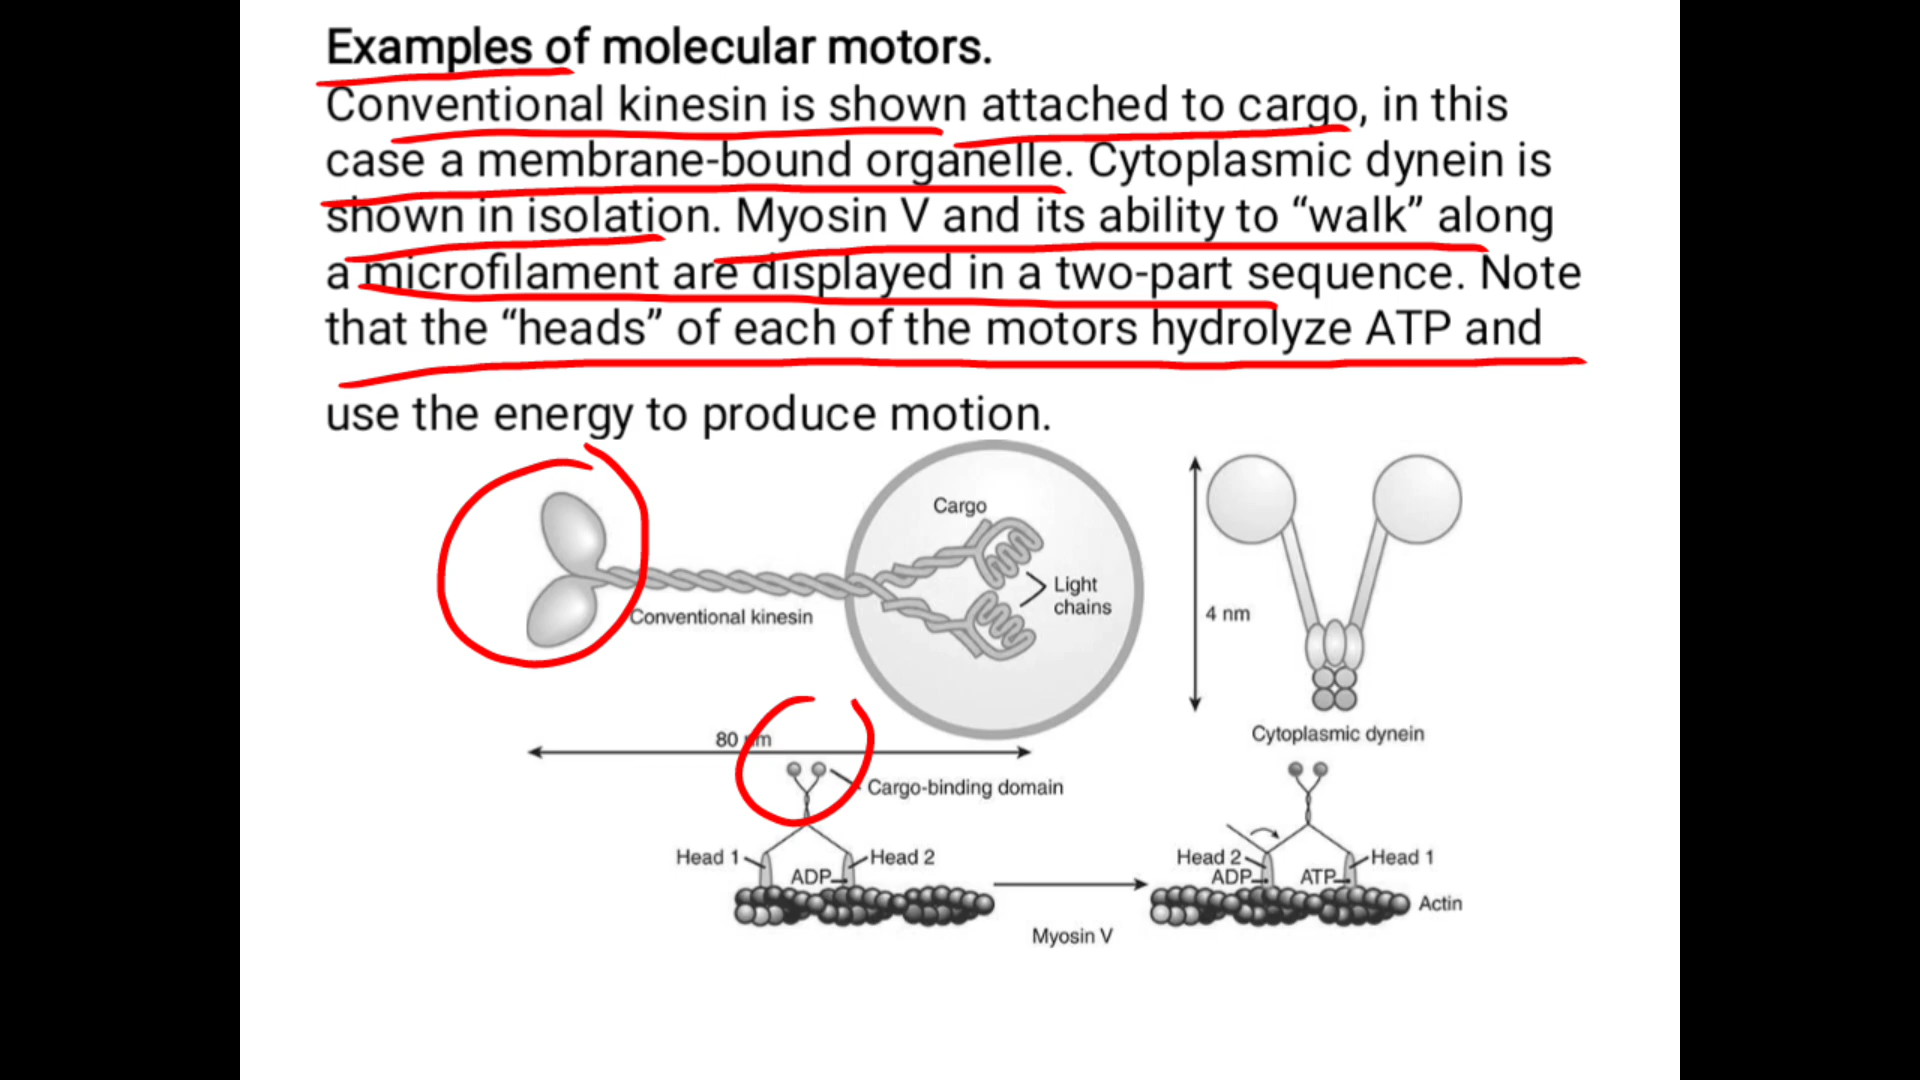 Examples of molecular motors.
Conventional kinesin is shown attached to cargo, in this
case a membrane-bound organelle. Cytoplasmic dynein is
shown in isolation. Myosin V and its ability to “walk” along
a microfilament are displayed in a two-part sequence. Note
that the “heads” of each of the motors hydrolyze ATP and
use the energy to produce motion.
Cargo
Light
chains
Conventional kinesin
4 nm
80 nm
Cytoplasmic dynein
Cargo-binding domain
Head 1
Head 2
ADP
Head 2
Head 1
ADP
ATP
Actin
Myosin V